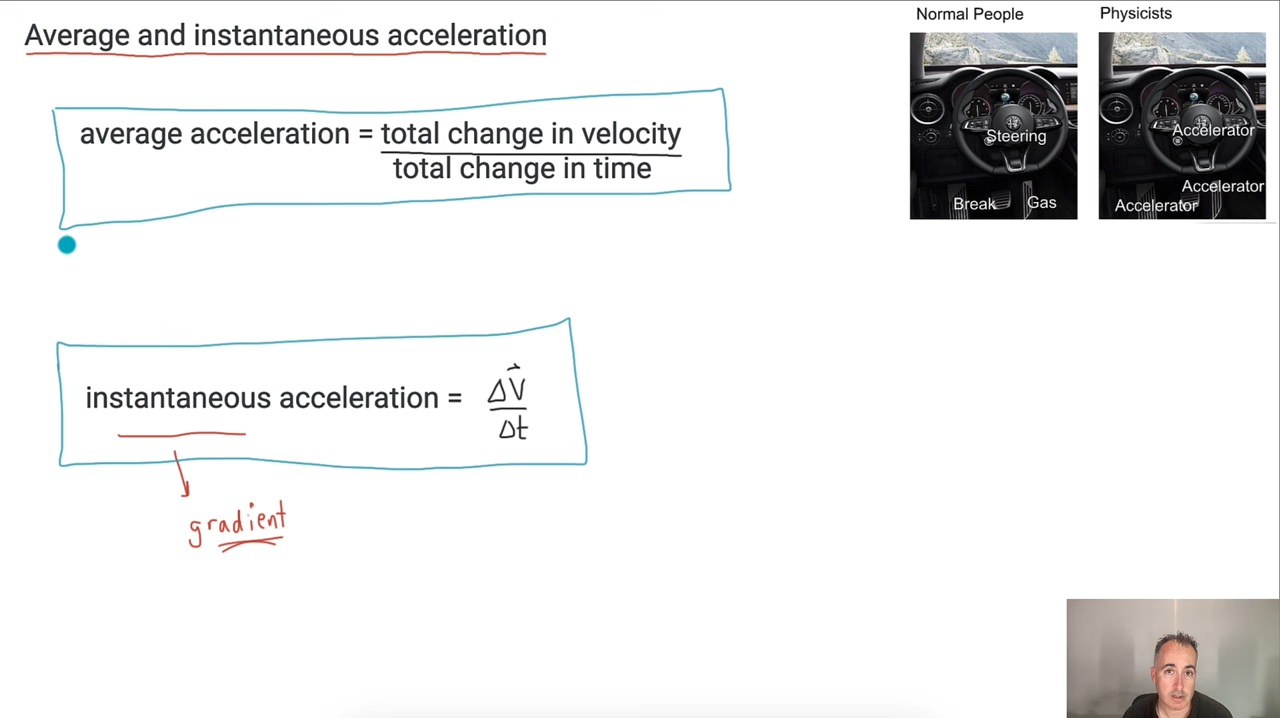 Average and instantaneous acceleration
Normal People
Physicists
average acceleration = total change in velocity
total change in time
Steering
Break
Gas
Accelerator
Accelerator
Accelerator
instantaneous acceleration = ΔV⃗
Δt
gradient